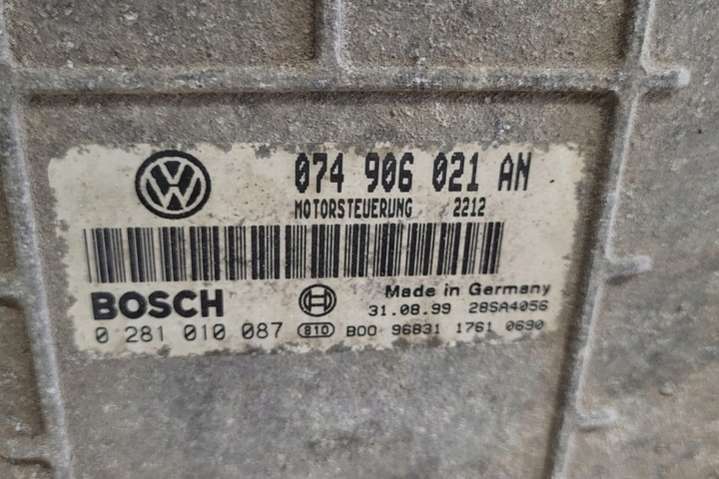 074 906 021 AN
MOTORSTEUERUNG 2212
BOSCH
Made in Germany
31.08.99 28SA4056
0 281 010 087 810 B00 96831 1761 0690